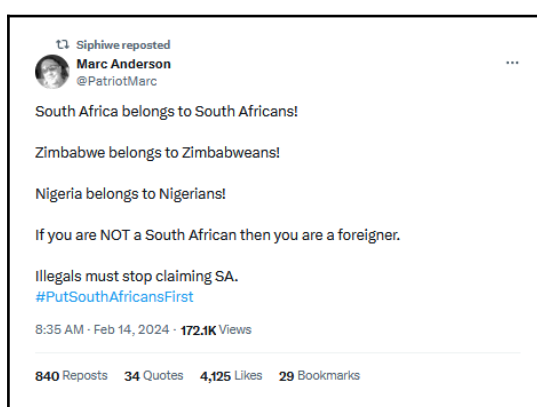 Siphiwe reposted
Marc Anderson
@PatriotMarc
South Africa belongs to South Africans!
Zimbabwe belongs to Zimbabweans!
Nigeria belongs to Nigerians!
If you are NOT a South African then you are a foreigner.
Illegals must stop claiming SA.
#PutSouthAfricansFirst
8:35 AM · Feb 14, 2024 · 172.1K Views
840 Reposts 34 Quotes 4,125 Likes 29 Bookmarks